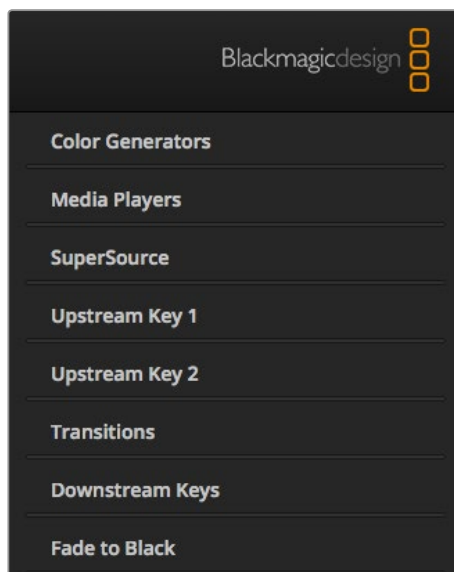 Blackmagicdesign
Color Generators
Media Players
SuperSource
Upstream Key 1
Upstream Key 2
Transitions
Downstream Keys
Fade to Black